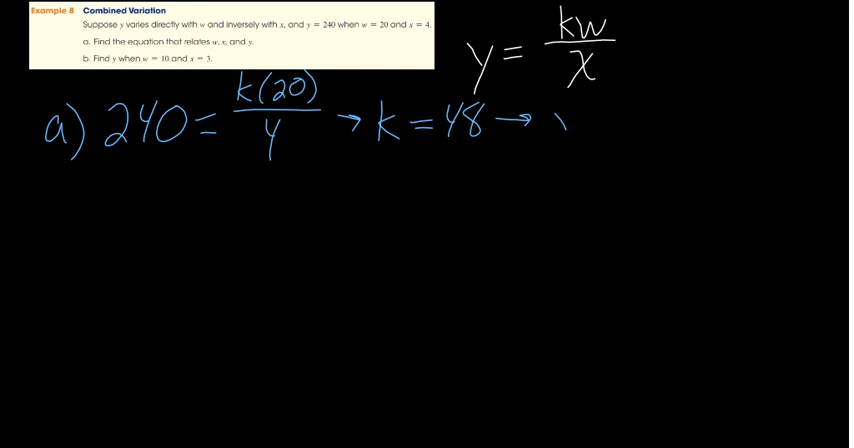 Example 8 Combined Variation
Suppose y varies directly with w and inversely with x, and y = 240 when w = 20 and x = 4.
a. Find the equation that relates w, x, and y.
b. Find y when w = 10 and x = 3.
y = kw/x
a) 240 = k(20)/4 → k = 48 →